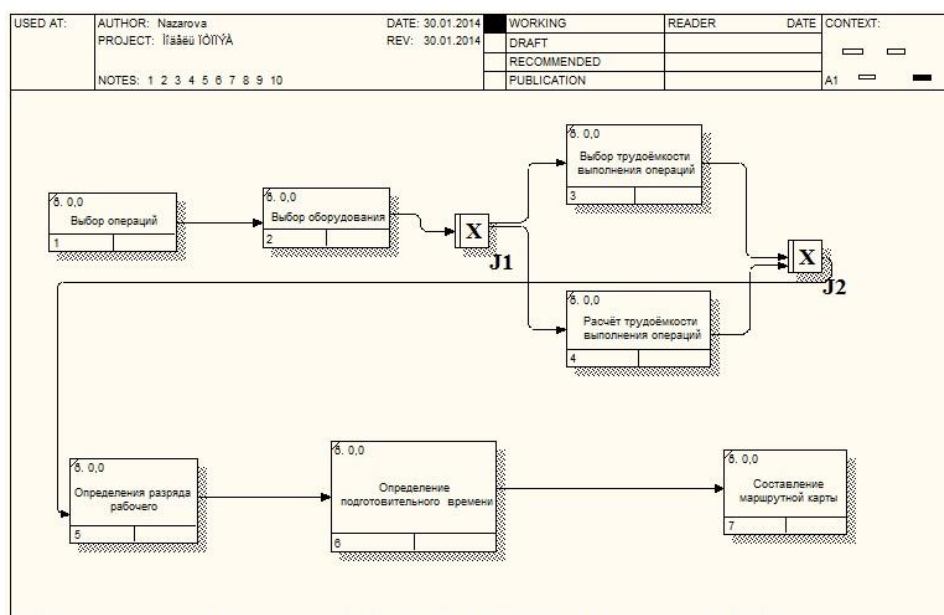 USED AT:
AUTHOR: Nazarova
DATE: 30.01.2014
WORKING
READER
DATE
CONTEXT:
PROJECT: Ïîäåëü ÏÒÏÏÝÀ
REV: 30.01.2014
DRAFT
RECOMMENDED
NOTES: 1 2 3 4 5 6 7 8 9 10
PUBLICATION
A1
б. 0,0
Выбор операций
1
б. 0,0
Выбор оборудования
2
X
J1
б. 0,0
Выбор трудоёмкости
выполнения операций
3
б. 0,0
Расчёт трудоёмкости
выполнения операций
4
X
J2
б. 0,0
Определения разряда
рабочего
5
б. 0,0
Определение
подготовительного времени
6
б. 0,0
Составление
маршрутной карты
7